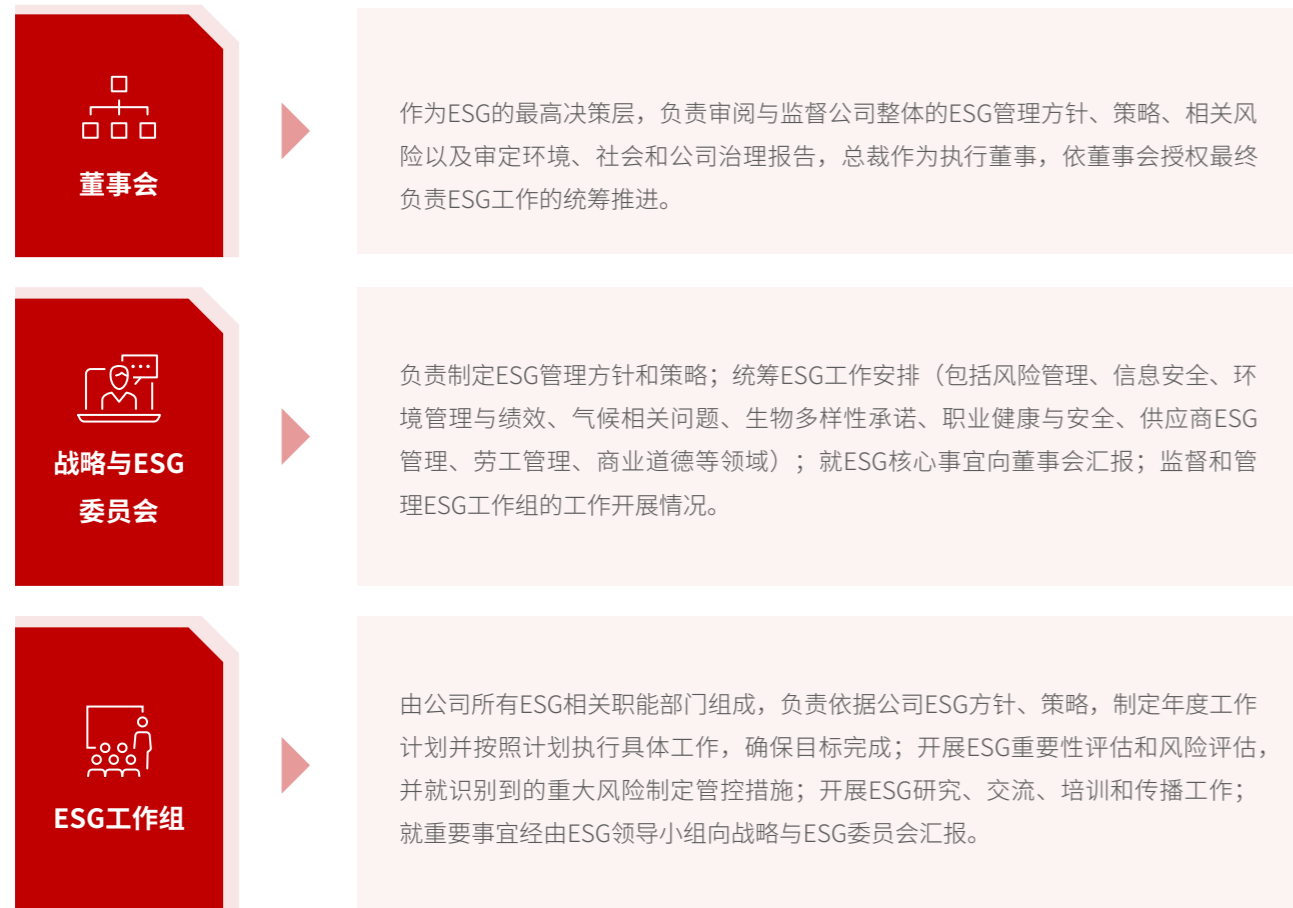 董事会
作为ESG的最高决策层，负责审阅与监督公司整体的ESG管理方针、策略、相关风
险以及审定环境、社会和公司治理报告，总裁作为执行董事，依董事会授权最终
负责ESG工作的统筹推进。
战略与ESG
委员会
负责制定ESG管理方针和策略；统筹ESG工作安排（包括风险管理、信息安全、环
境管理与绩效、气候相关问题、生物多样性承诺、职业健康与安全、供应商ESG
管理、劳工管理、商业道德等领域）；就ESG核心事宜向董事会汇报；监督和管
理ESG工作组的工作开展情况。
ESG工作组
由公司所有ESG相关职能部门组成，负责依据公司ESG方针、策略，制定年度工作
计划并按照计划执行具体工作，确保目标完成；开展ESG重要性评估和风险评估，
并就识别到的重大风险制定管控措施；开展ESG研究、交流、培训和传播工作；
就重要事宜经由ESG领导小组向战略与ESG委员会汇报。